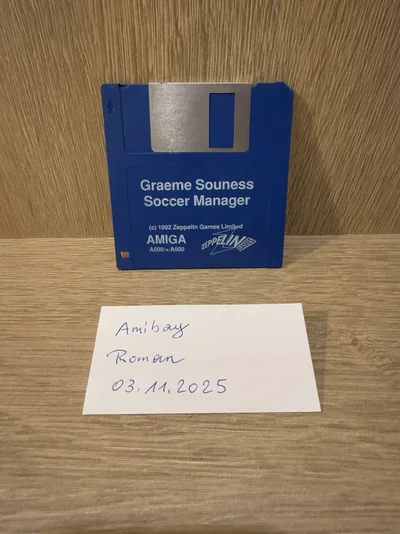 Graeme Souness
Soccer Manager
(c) 1992 Zeppelin Games Limited
AMIGA
A500/+/A600
ZEPPELIN
Amibay
Roman
03.11.2025